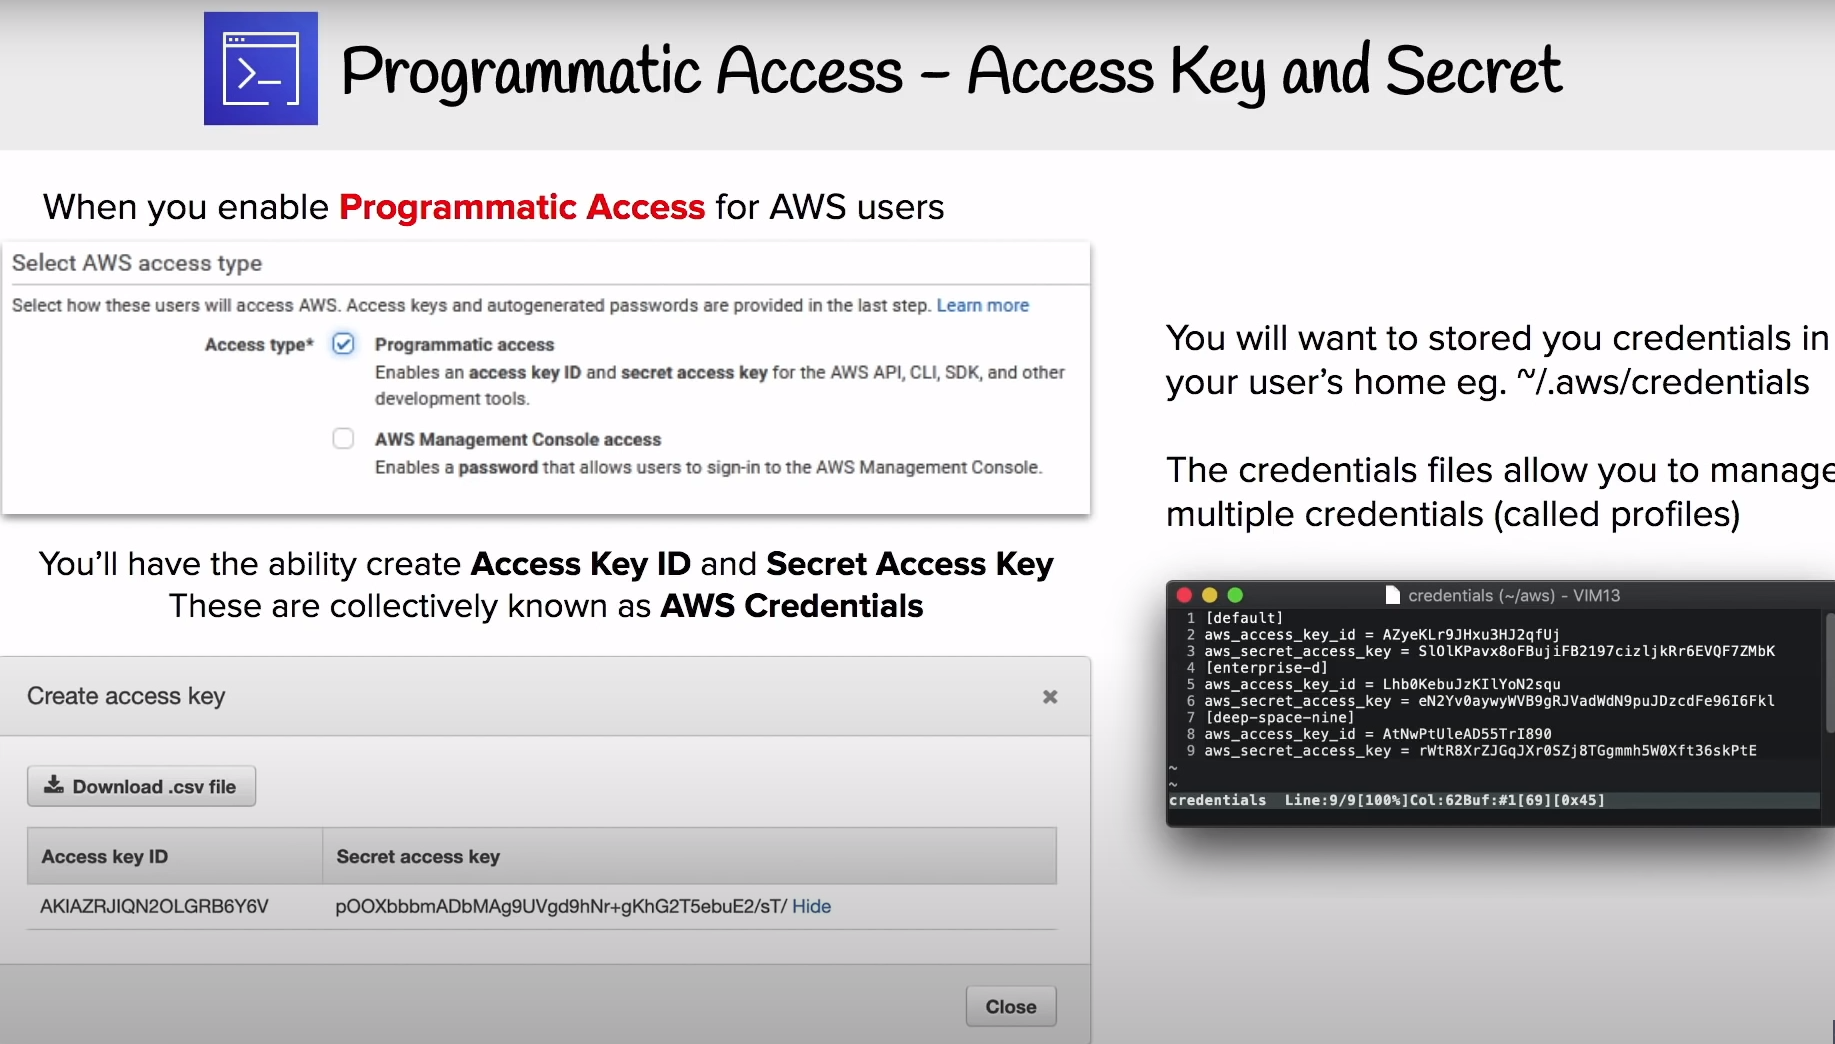 Programmatic Access – Access Key and Secret
When you enable Programmatic Access for AWS users
Select AWS access type
Select how these users will access AWS. Access keys and autogenerated passwords are provided in the last step. Learn more
Access type* Programmatic access
Enables an access key ID and secret access key for the AWS API, CLI, SDK, and other
development tools.
AWS Management Console access
Enables a password that allows users to sign-in to the AWS Management Console.
You'll have the ability create Access Key ID and Secret Access Key
These are collectively known as AWS Credentials
Create access key
Download .csv file
Access key ID Secret access key
AKIAZRJIQN2OLGRB6Y6V pOOXbbbmADbMAg9UVgd9hNr+gKhG2T5ebuE2/sT/ Hide
Close
You will want to stored you credentials in
your user's home eg. ~/.aws/credentials
The credentials files allow you to manage
multiple credentials (called profiles)
credentials (~/aws) - VIM13
1 [default]
2 aws_access_key_id = AZyeKLr9JHxu3HJ2qfUj
3 aws_secret_access_key = SlOlKPavx8oFBujiFB2197cizljkRr6EVQF7ZMbK
4 [enterprise-d]
5 aws_access_key_id = Lhb0KebuJzKIlYoN2squ
6 aws_secret_access_key = eN2Yv0aywyWVB9gRJVadWdN9puJDzcdFe96I6Fkl
7 [deep-space-nine]
8 aws_access_key_id = AtNwPtUleAD55TrI890
9 aws_secret_access_key = rWtR8XrZJGqJXr0SZj8TGgmmh5W0Xft36skPtE
~
~
credentials Line:9/9[100%]Col:62Buf:#1[69][0x45]